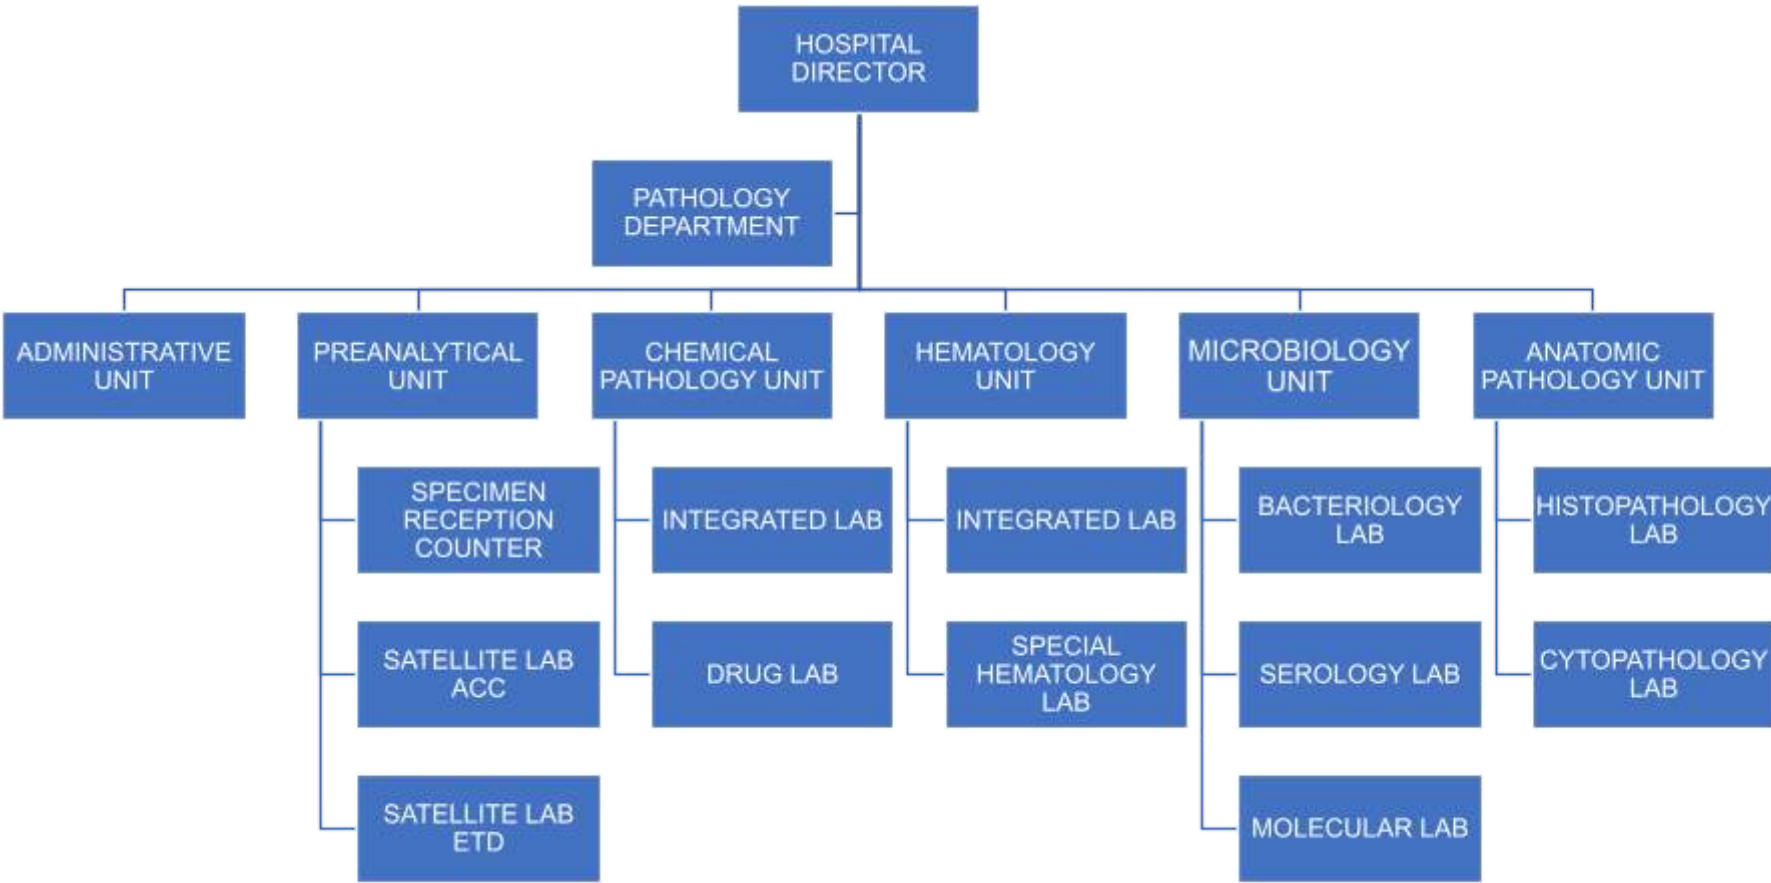 HOSPITAL
DIRECTOR
PATHOLOGY
DEPARTMENT
ADMINISTRATIVE
UNIT
PREANALYTICAL
UNIT
CHEMICAL
PATHOLOGY UNIT
HEMATOLOGY
UNIT
MICROBIOLOGY
UNIT
ANATOMIC
PATHOLOGY UNIT
SPECIMEN
RECEPTION
COUNTER
SATELLITE LAB
ACC
SATELLITE LAB
ETD
INTEGRATED LAB
DRUG LAB
INTEGRATED LAB
SPECIAL
HEMATOLOGY
LAB
BACTERIOLOGY
LAB
SEROLOGY LAB
MOLECULAR LAB
HISTOPATHOLOGY
LAB
CYTOPATHOLOGY
LAB